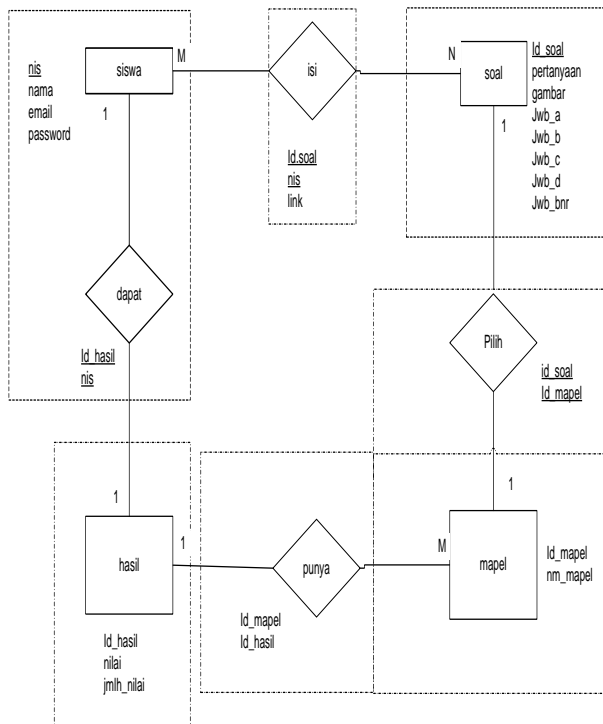 nis
nama
email
password
siswa
M
1
isi
Id.soal
nis
link
N
soal
1
Id_soal
pertanyaan
gambar
Jwb_a
Jwb_b
Jwb_c
Jwb_d
Jwb_bnr
dapat
Id_hasil
nis
Pilih
id_soal
Id_mapel
1
hasil
1
Id_hasil
nilai
jmlh_nilai
punya
Id_mapel
Id_hasil
M
1
mapel
Id_mapel
nm_mapel